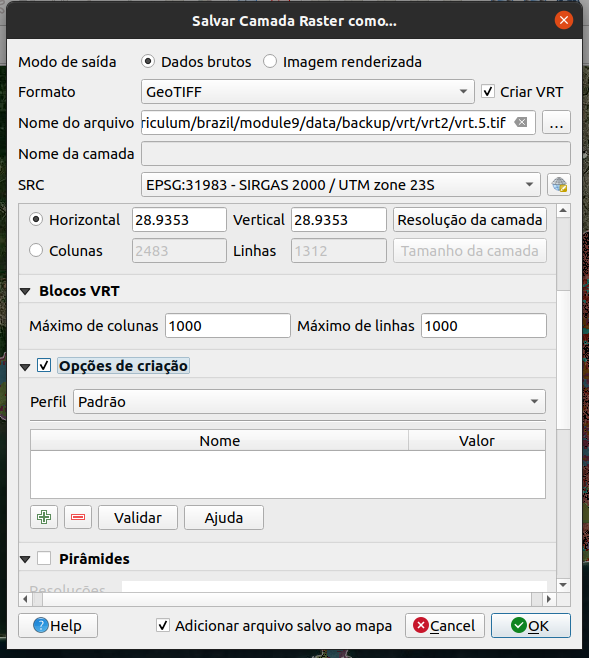 Salvar Camada Raster como...
Modo de saída Dados brutos Imagem renderizada
Formato GeoTIFF Criar VRT
Nome do arquivo riculum/brazil/module9/data/backup/vrt/vrt2/vrt.5.tif ...
Nome da camada
SRC EPSG:31983 - SIRGAS 2000 / UTM zone 23S
Horizontal 28.9353 Vertical 28.9353 Resolução da camada
Colunas 2483 Linhas 1312 Tamanho da camada
Blocos VRT
Máximo de colunas 1000 Máximo de linhas 1000
Opções de criação
Perfil Padrão
Nome Valor
Validar Ajuda
Pirâmides
Resoluções
Help Adicionar arquivo salvo ao mapa Cancel OK